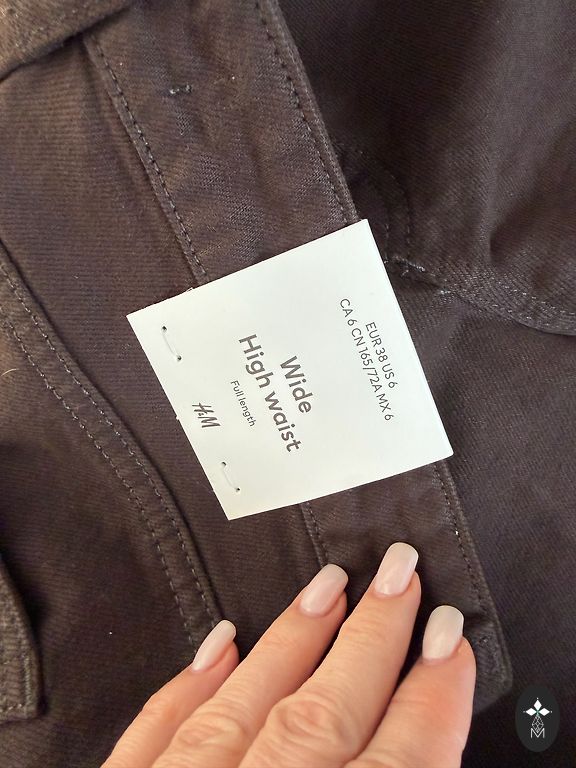 EUR 38 US 6
CA 6 CN 165/72A MX 6
Wide
High waist
Full length
H&M
M